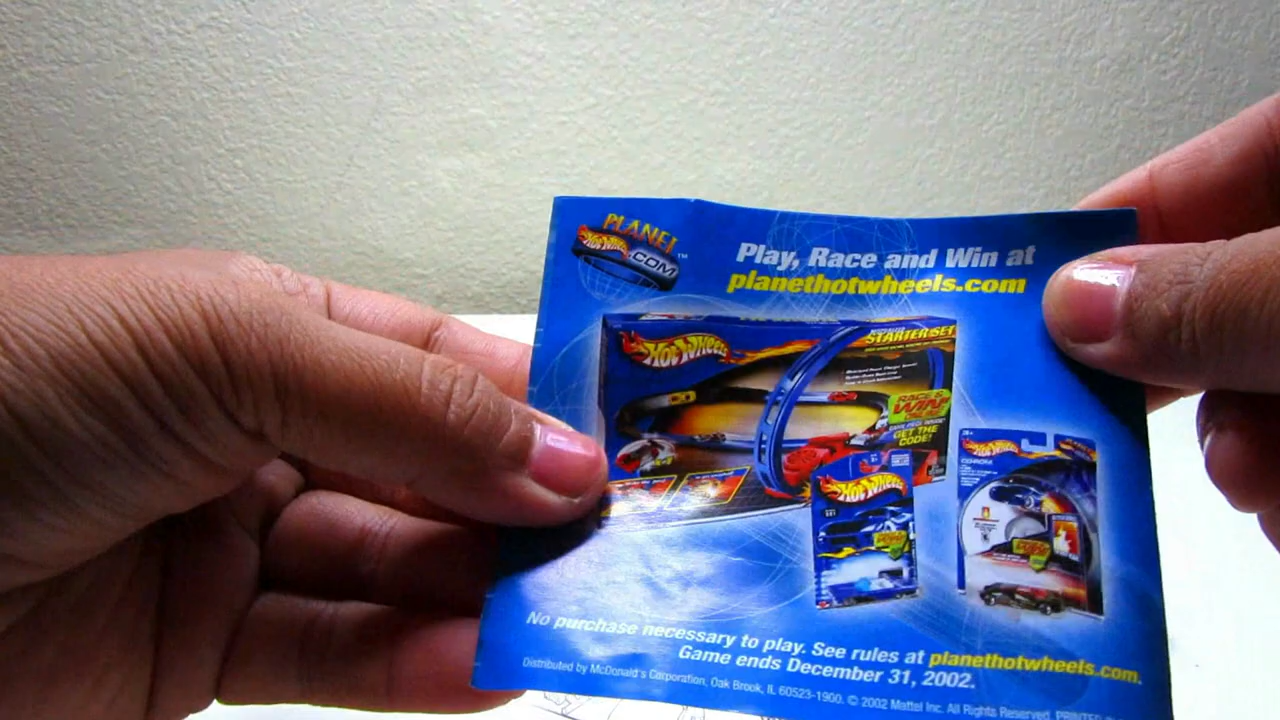 PLANET
HOT WHEELS .COM™
Play, Race and Win at
planethotwheels.com
HOT WHEELS
STARTER SET
RACE & WIN
GET THE CODE!
HOT WHEELS
HOT WHEELS
No purchase necessary to play. See rules at planethotwheels.com.
Game ends December 31, 2002.
Distributed by McDonald's Corporation, Oak Brook, IL 60523-1900. © 2002 Mattel Inc. All Rights Reserved. PRINTED